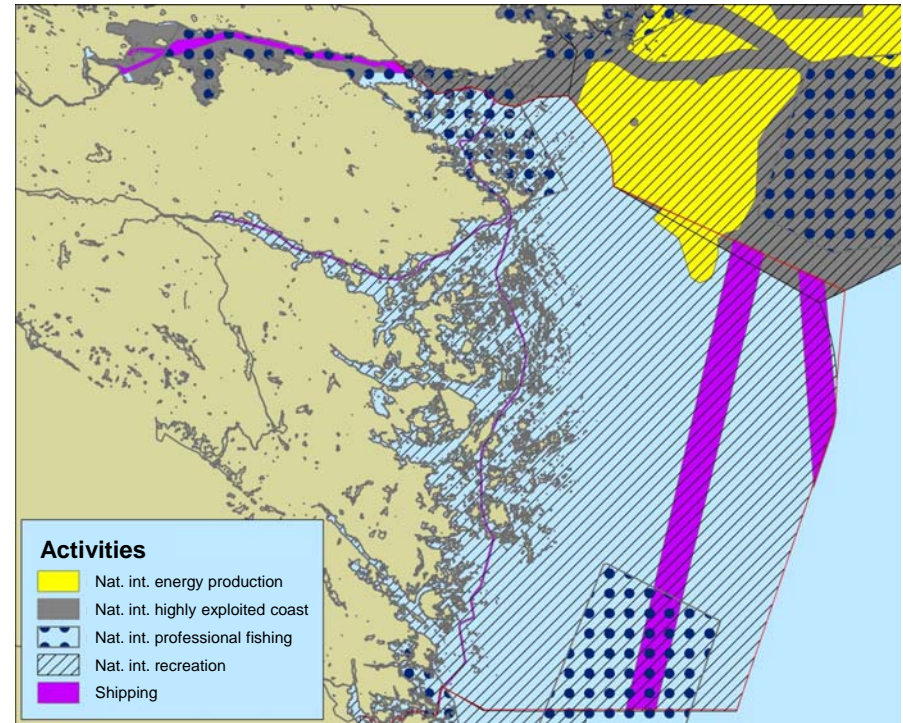 Activities
Nat. int. energy production
Nat. int. highly exploited coast
Nat. int. professional fishing
Nat. int. recreation
Shipping